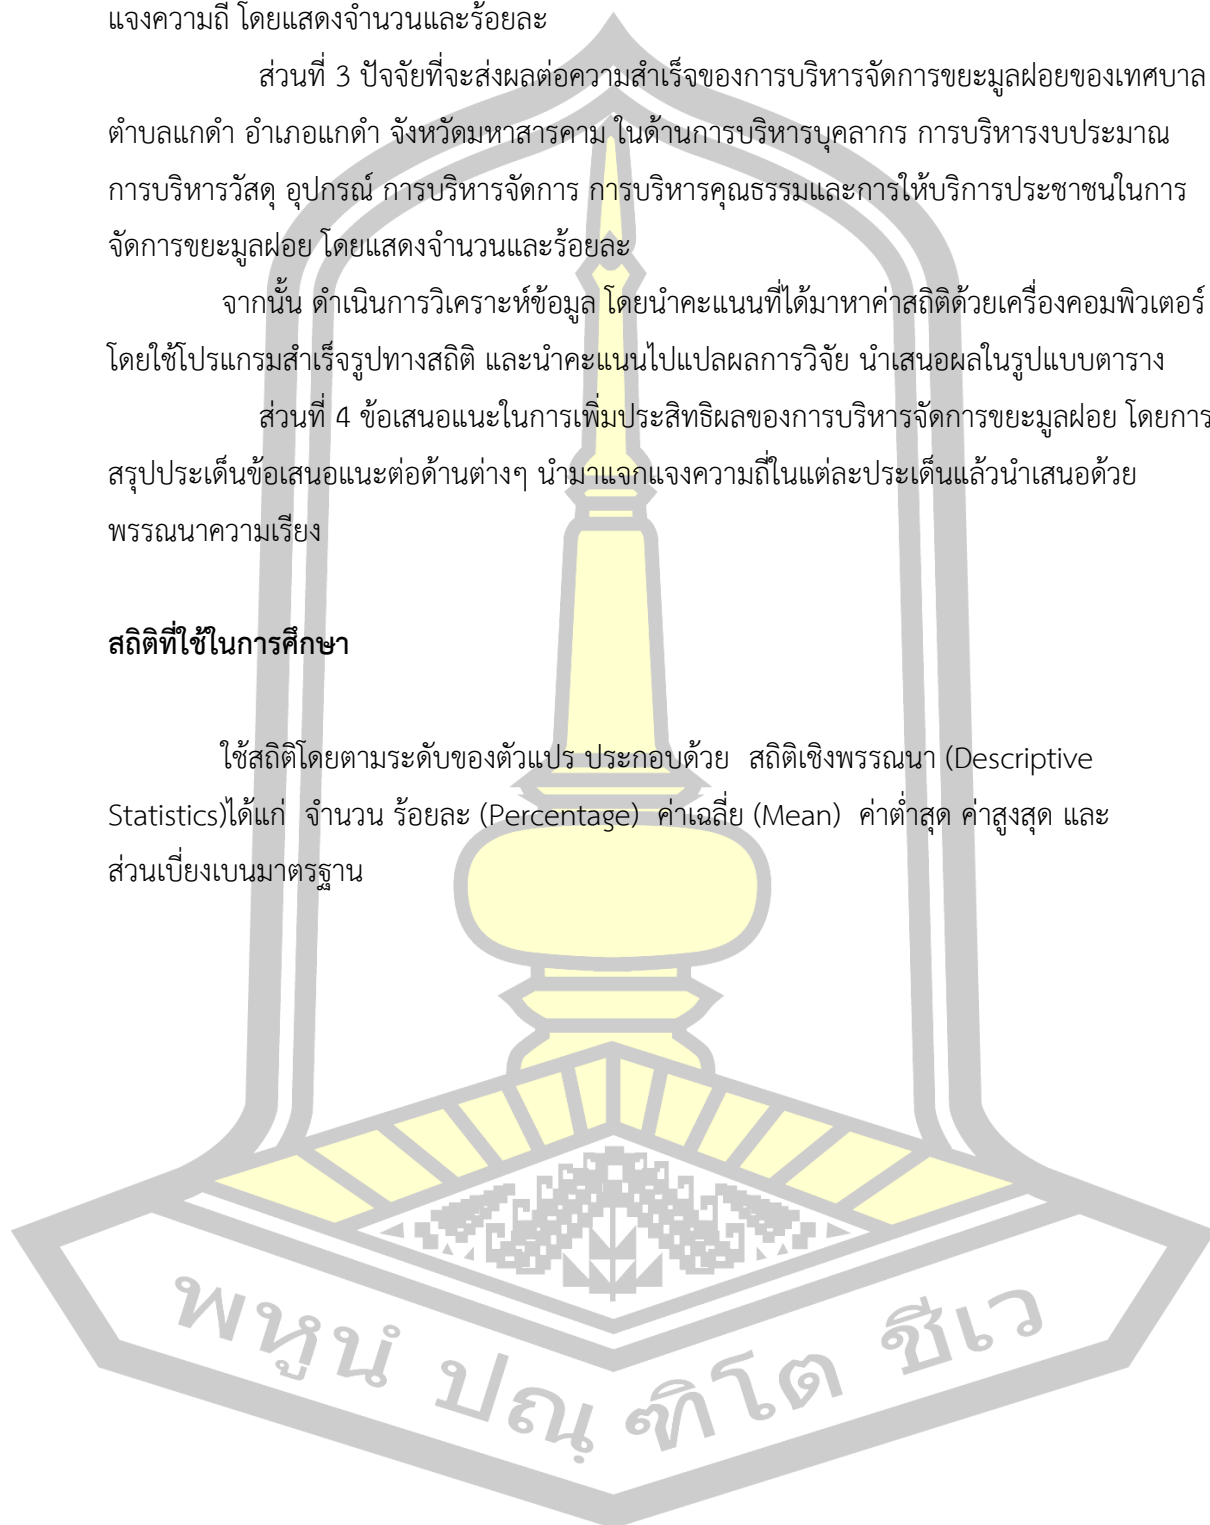 แจงความถี่ โดยแสดงจำนวนและร้อยละ
ส่วนที่ 3 ปัจจัยที่จะส่งผลต่อความสำเร็จของการบริหารจัดการขยะมูลฝอยของเทศบาล
ตำบลแกดำ อำเภอแกดำ จังหวัดมหาสารคาม ในด้านการบริหารบุคลากร การบริหารงบประมาณ
การบริหารวัสดุ อุปกรณ์ การบริหารจัดการ การบริหารคุณธรรมและการให้บริการประชาชนในการ
จัดการขยะมูลฝอย โดยแสดงจำนวนและร้อยละ
จากนั้น ดำเนินการวิเคราะห์ข้อมูล โดยนำคะแนนที่ได้มาหาค่าสถิติด้วยเครื่องคอมพิวเตอร์
โดยใช้โปรแกรมสำเร็จรูปทางสถิติ และนำคะแนนไปแปลผลการวิจัย นำเสนอผลในรูปแบบตาราง
ส่วนที่ 4 ข้อเสนอแนะในการเพิ่มประสิทธิผลของการบริหารจัดการขยะมูลฝอย โดยการ
สรุปประเด็นข้อเสนอแนะต่อด้านต่างๆ นำมาแจกแจงความถี่ในแต่ละประเด็นแล้วนำเสนอด้วย
พรรณนาความเรียง
สถิติที่ใช้ในการศึกษา
ใช้สถิติโดยตามระดับของตัวแปร ประกอบด้วย สถิติเชิงพรรณนา (Descriptive
Statistics)ได้แก่ จำนวน ร้อยละ (Percentage) ค่าเฉลี่ย (Mean) ค่าต่ำสุด ค่าสูงสุด และ
ส่วนเบี่ยงเบนมาตรฐาน
พหูนํ ปณฺ ฑิโต ชีเว